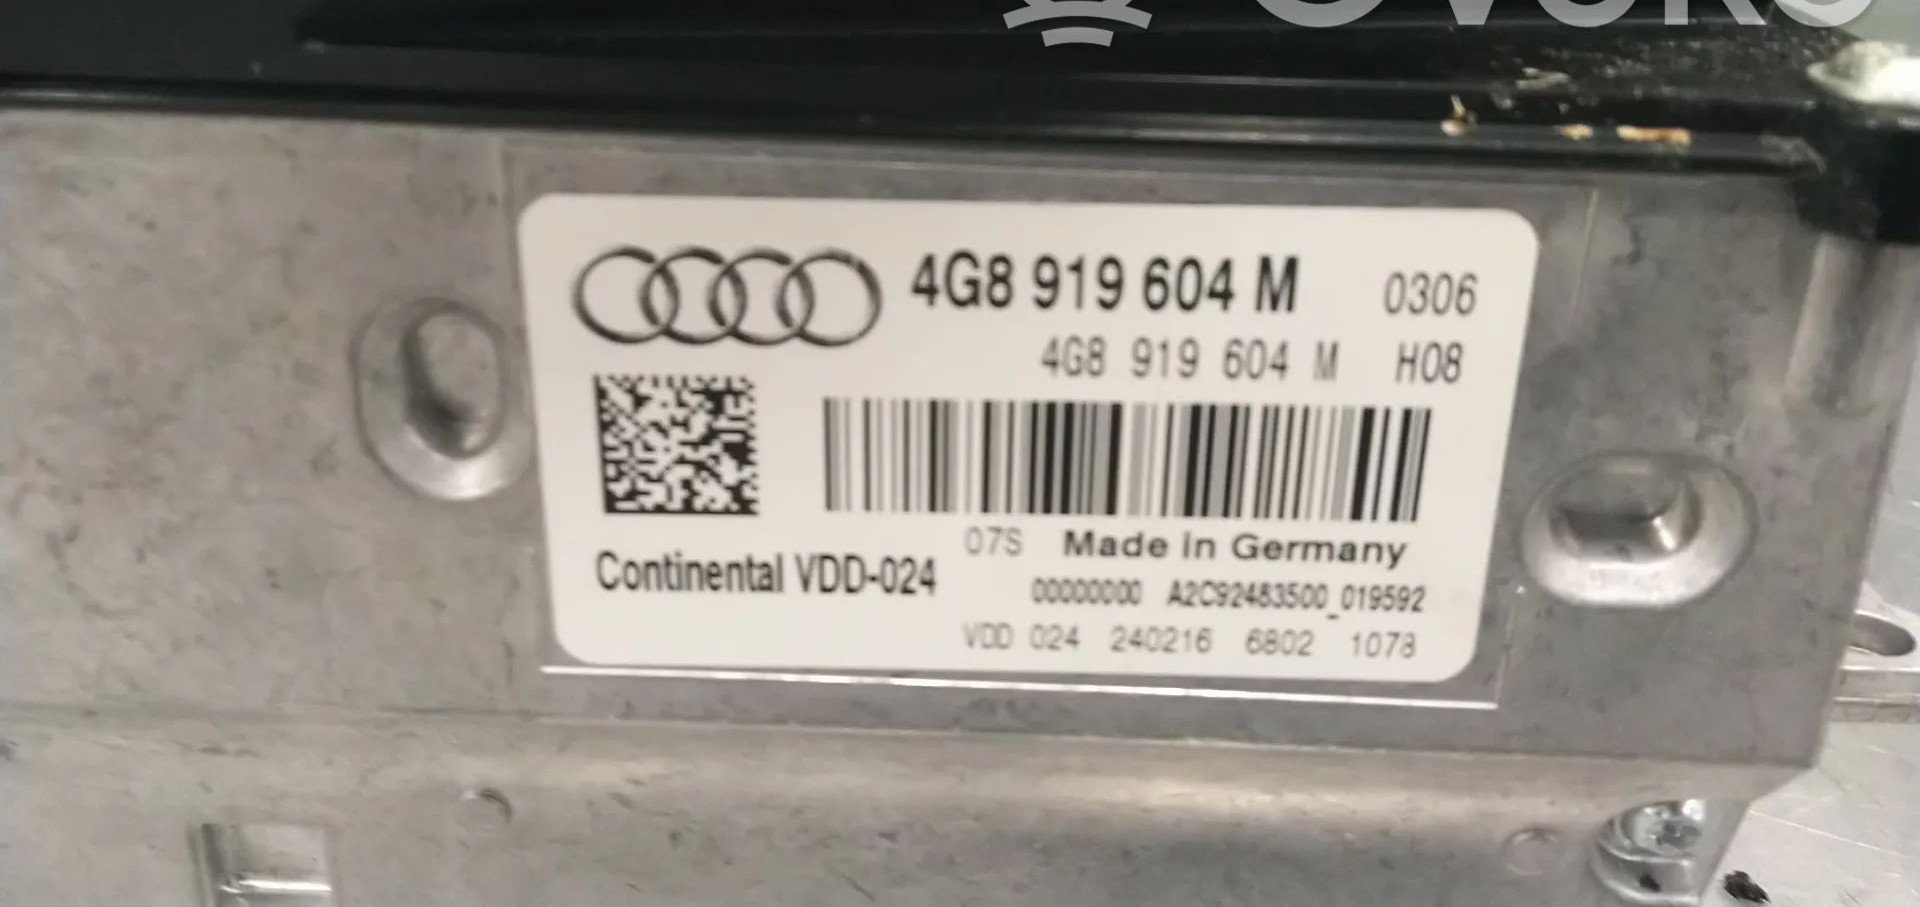 4G8 919 604 M 0306
4G8 919 604 M H08
07S Made in Germany
Continental VDD-024
00000000 A2C92483500_019592
VDD 024 240216 6802 1078